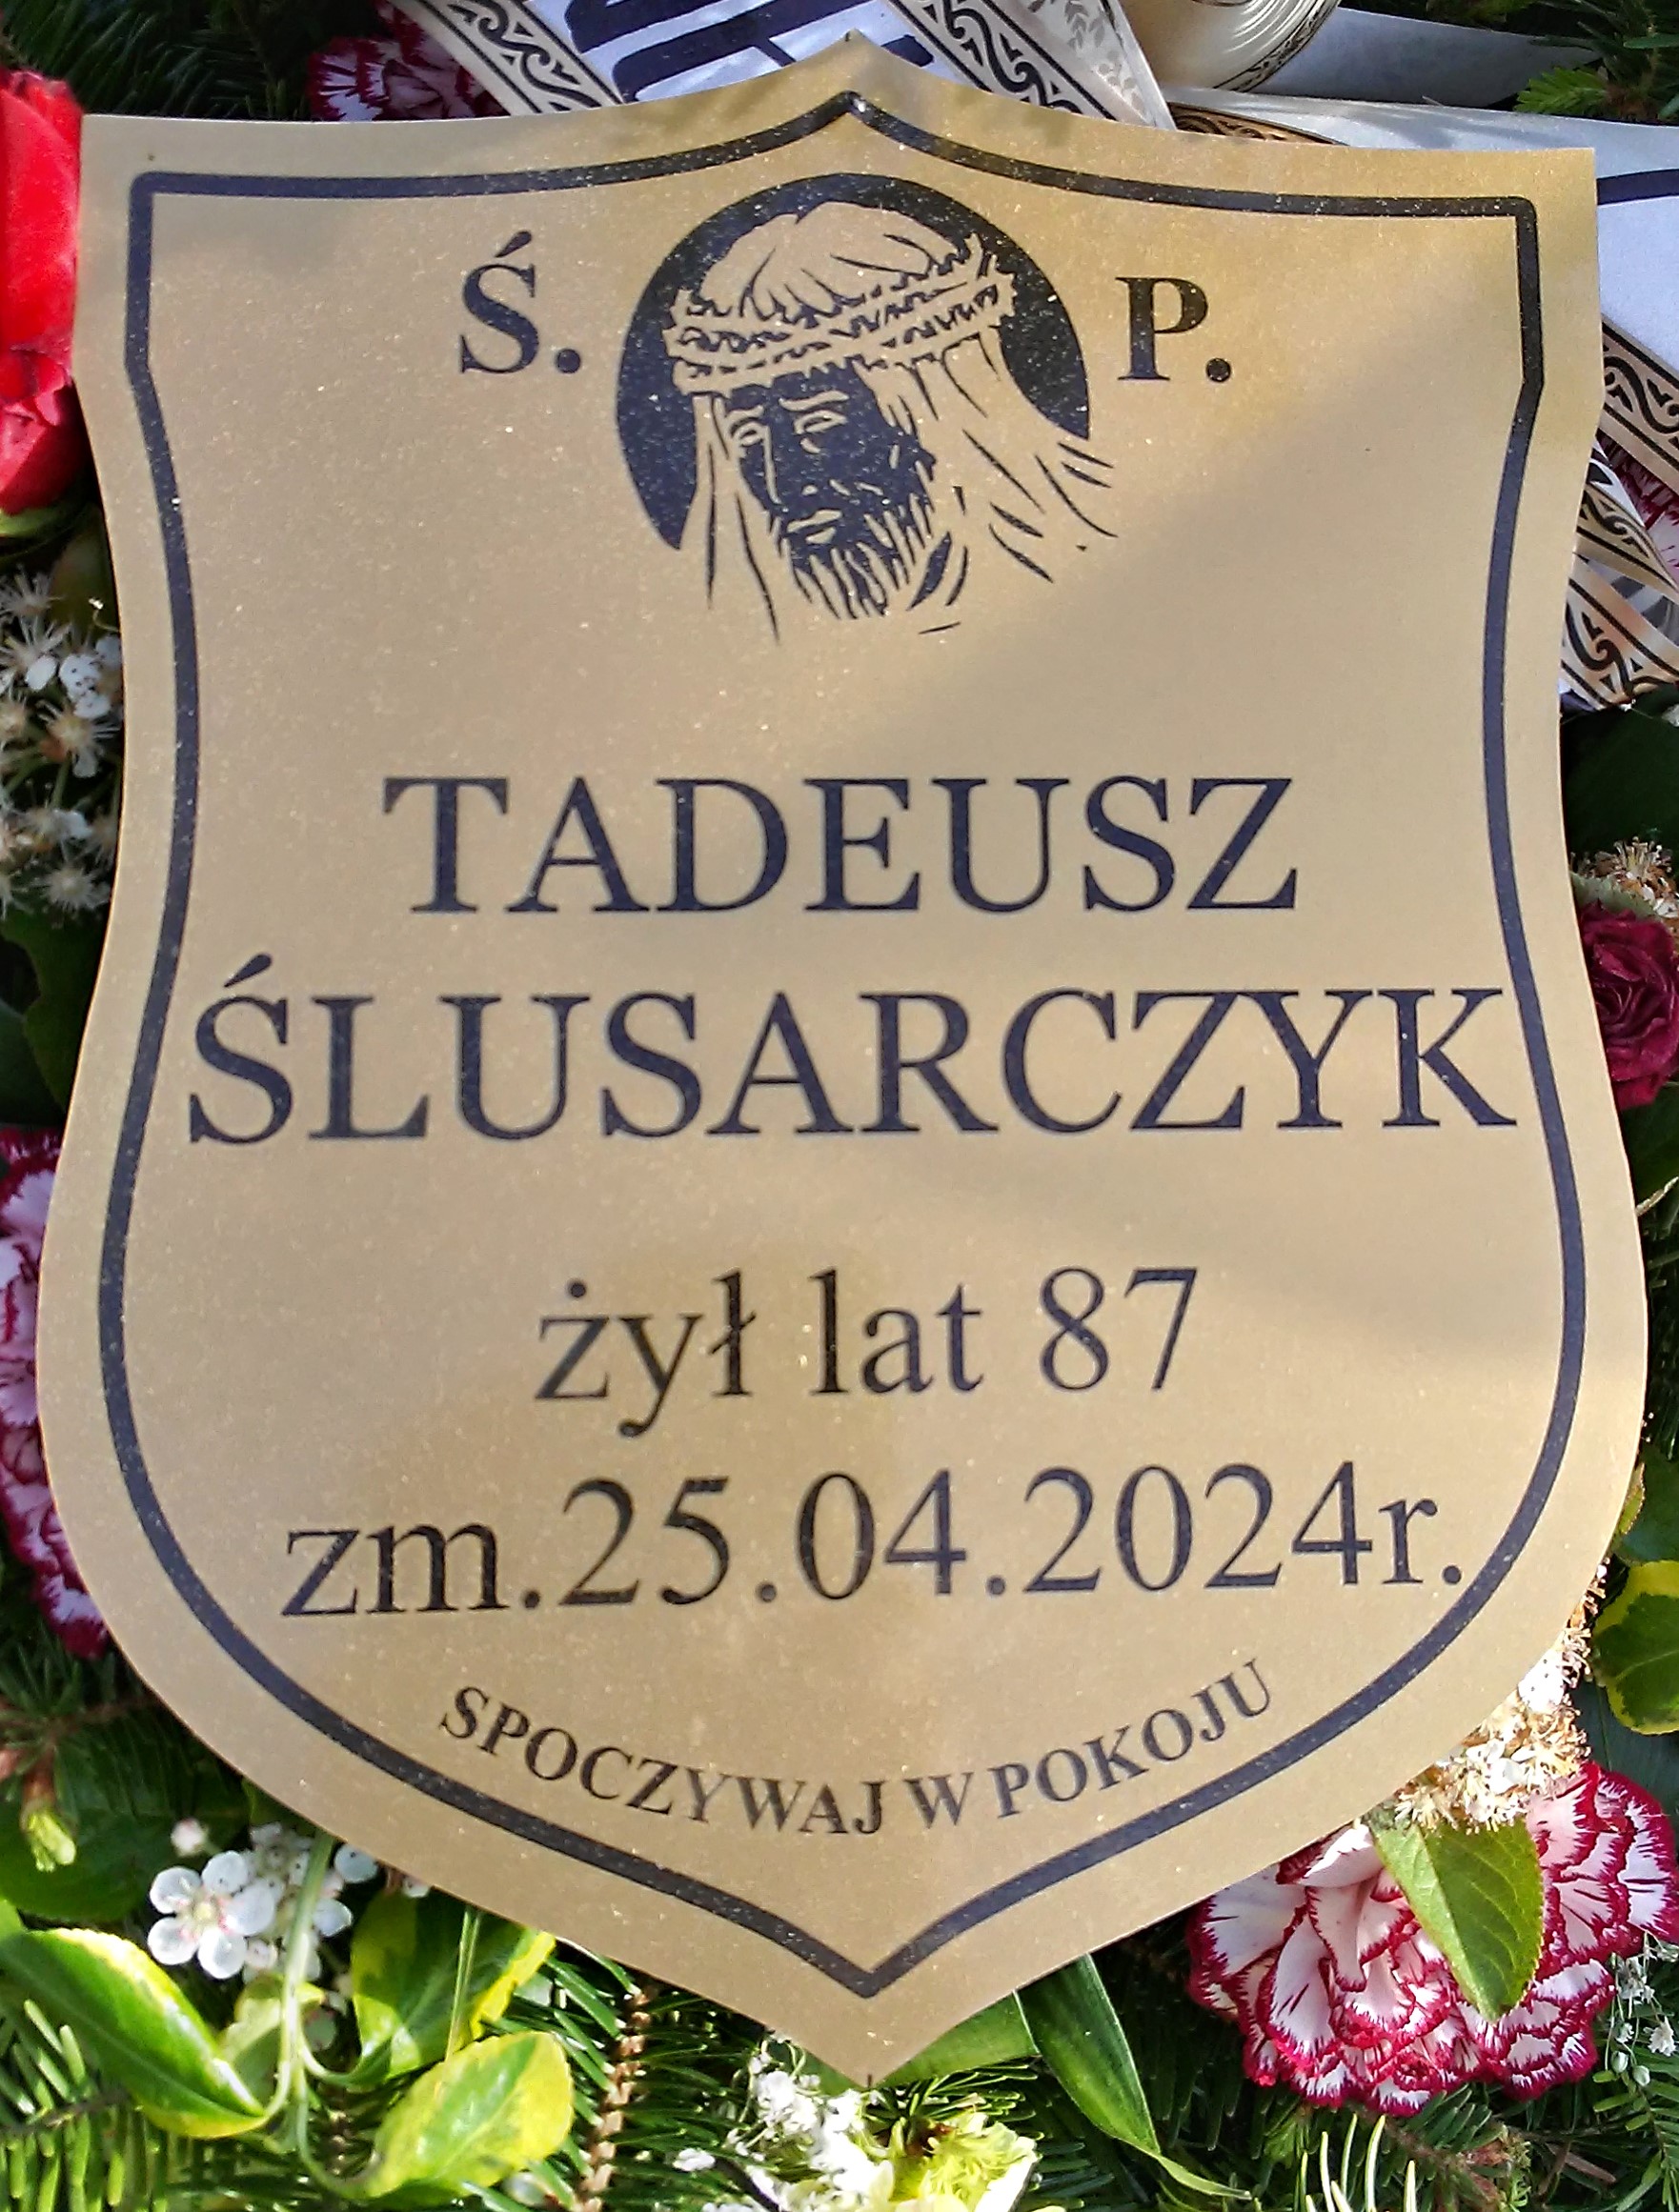 Ś. P.
TADEUSZ
ŚLUSARCZYK
żył lat 87
zm.25.04.2024r.
SPOCZYWAJ W POKOJU